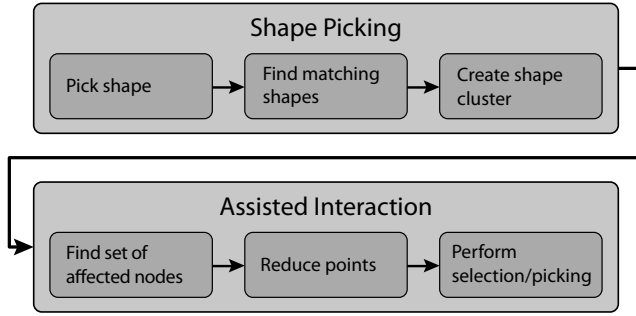 Shape Picking
Pick shape
Find matching
shapes
Create shape
cluster
Assisted Interaction
Find set of
affected nodes
Reduce points
Perform
selection/picking